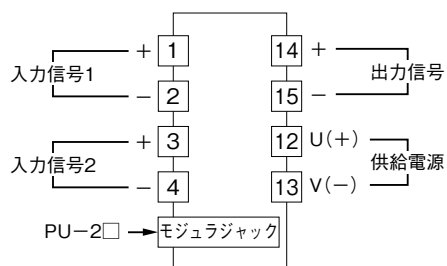 + 1
入力信号1
− 2
+ 3
入力信号2
− 4
PU−2□ モジュラジャック
14 +
出力信号
15 −
12 U(+)
供給電源
13 V(−)